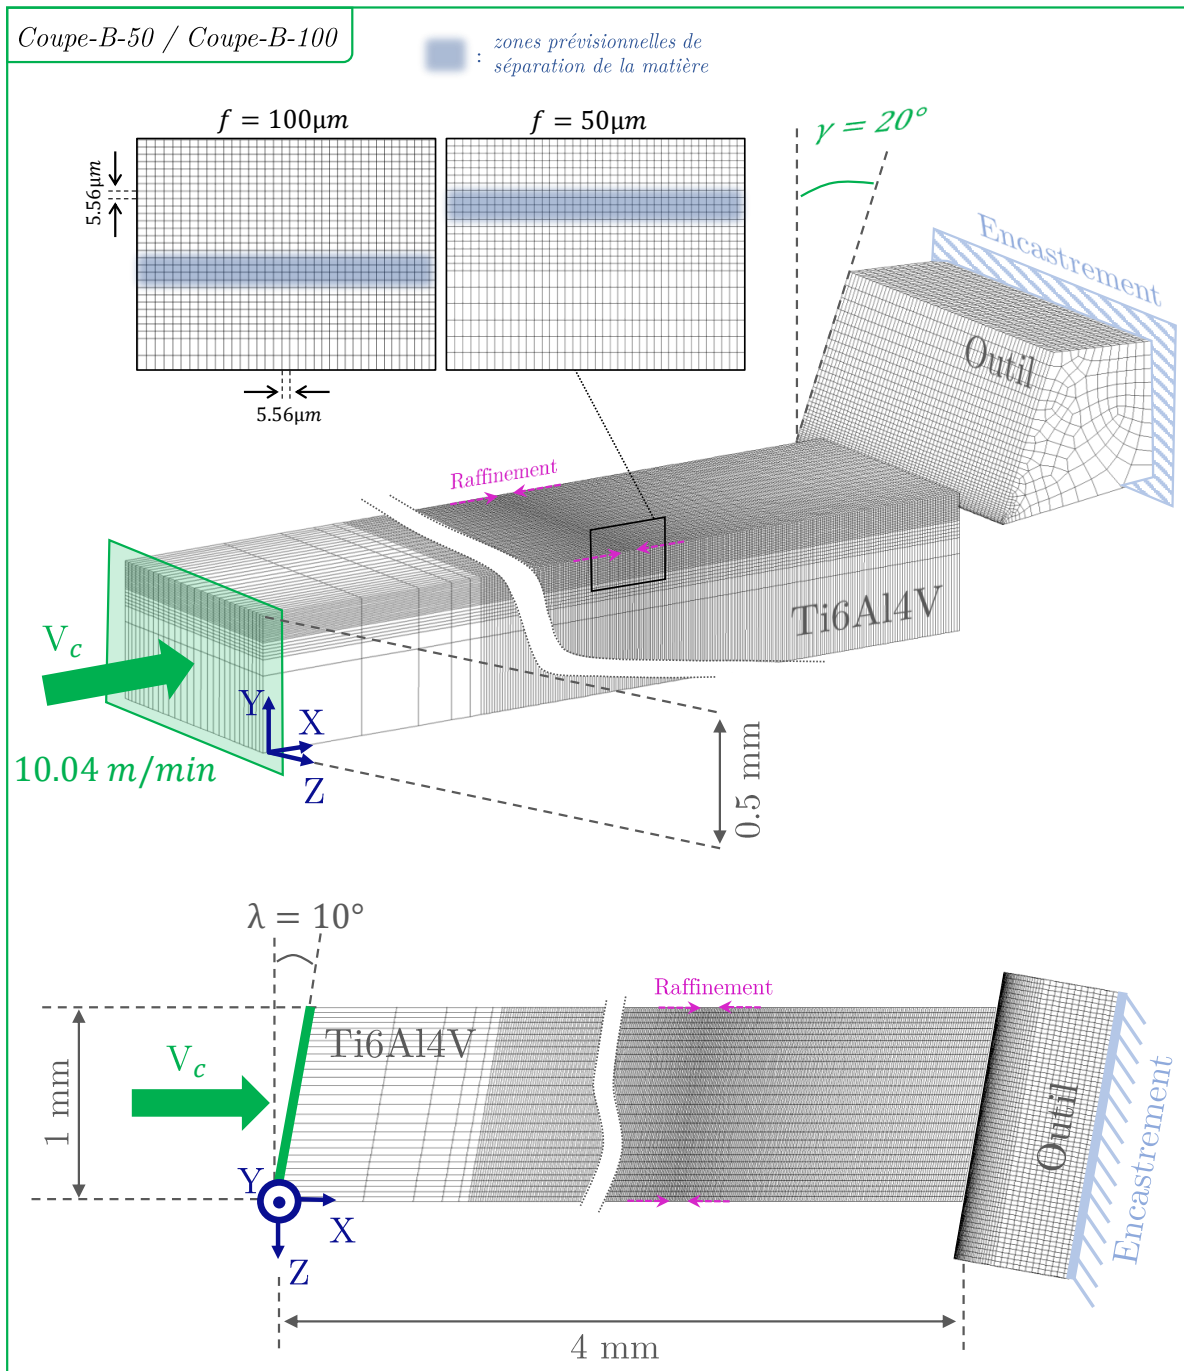 Coupe-B-50 / Coupe-B-100
: zones prévisionnelles de
séparation de la matière
f = 100μm
f = 50μm
γ = 20°
5.56μm
5.56μm
Encastrement
Outil
Raffinement
Ti6Al4V
V_c
10.04 m/min
Y
X
Z
0.5 mm
λ = 10°
Raffinement
Ti6Al4V
V_c
1 mm
Outil
Encastrement
Y
X
Z
4 mm